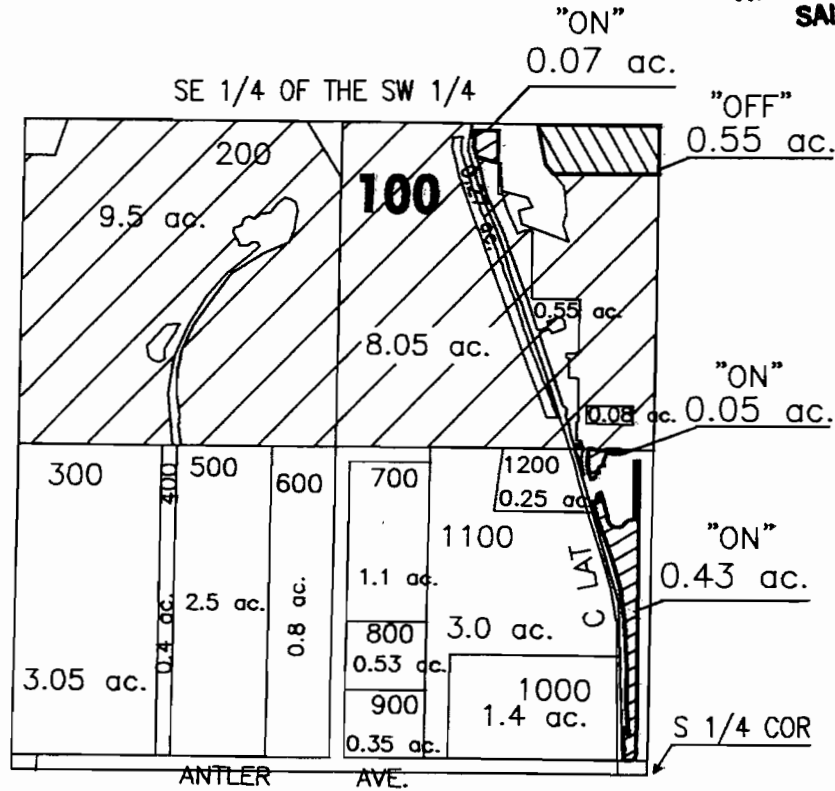 SAL
"ON"
0.07 ac.
SE 1/4 OF THE SW 1/4
"OFF"
0.55 ac.
200
100
9.5 ac.
0.55 ac.
8.05 ac.
"ON"
0.08 ac.
0.05 ac.
300
400
500
600
700
1200
0.25 ac
1100
"ON"
0.43 ac.
1.1 ac.
2.5 ac.
0.8 ac.
0.4 ac.
C LAT
800
3.0 ac.
0.53 ac.
3.05 ac.
900
1000
1.4 ac.
0.35 ac.
S 1/4 COR
ANTLER AVE.